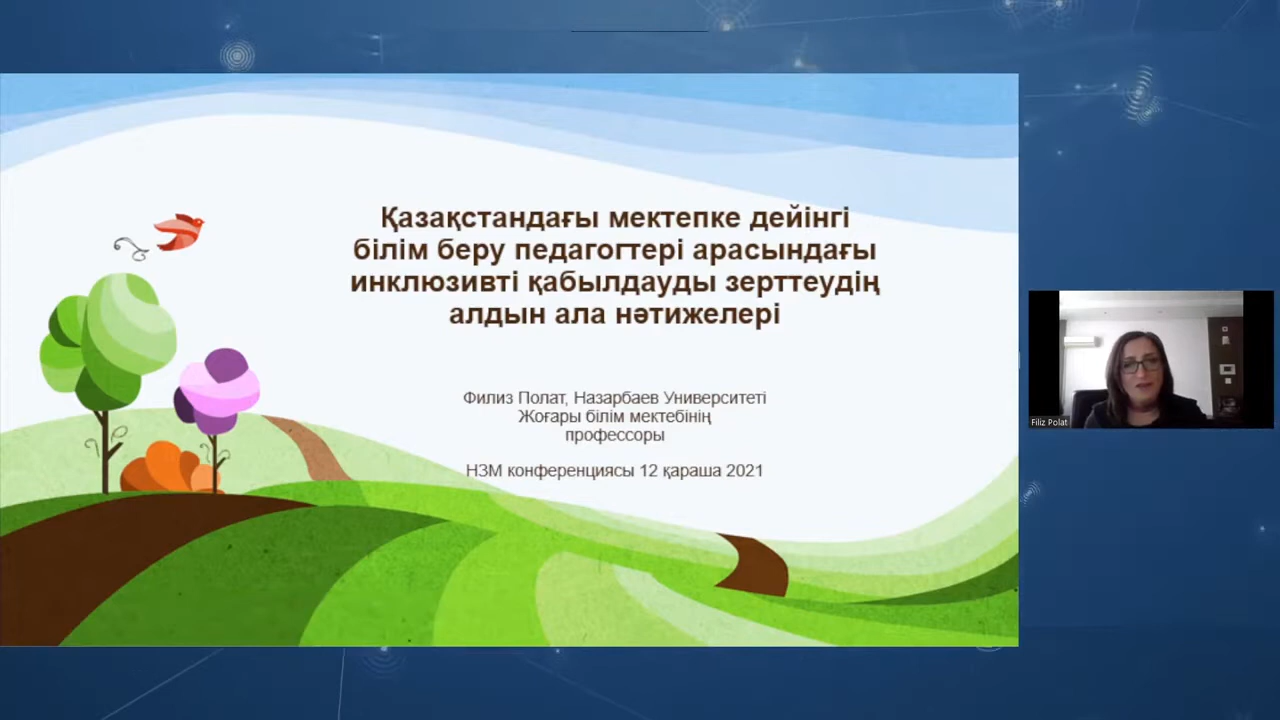 Қазақстандағы мектепке дейінгі
білім беру педагогтері арасындағы
инклюзивті қабылдауды зерттеудің
алдын ала нәтижелері
Филиз Полат, Назарбаев Университеті
Жоғары білім мектебінің
профессоры
НЗМ конференциясы 12 қараша 2021
Filiz Polat